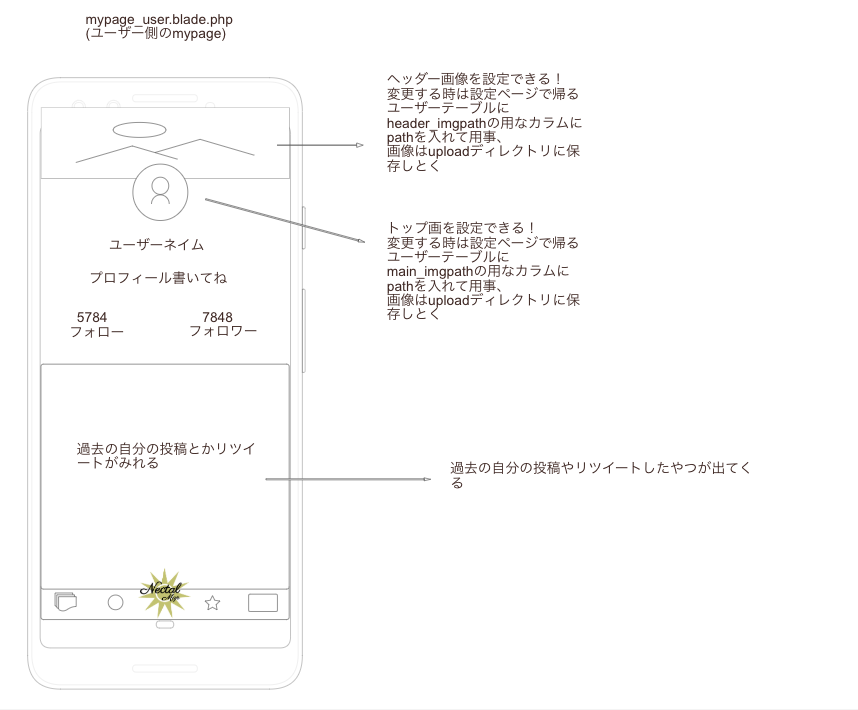 mypage_user.blade.php
(ユーザー側のmypage)
ヘッダー画像を設定できる！
変更する時は設定ページで帰る
ユーザーテーブルに
header_imgpathの用なカラムに
pathを入れて用事、
画像はuploadディレクトリに保
存しとく
トップ画を設定できる！
変更する時は設定ページで帰る
ユーザーテーブルに
main_imgpathの用なカラムに
pathを入れて用事、
画像はuploadディレクトリに保
存しとく
ユーザーネイム
プロフィール書いてね
5784
フォロー
7848
フォロワー
過去の自分の投稿とかリツイ
ートがみれる
過去の自分の投稿やリツイートしたやつが出てく
る
Nectal